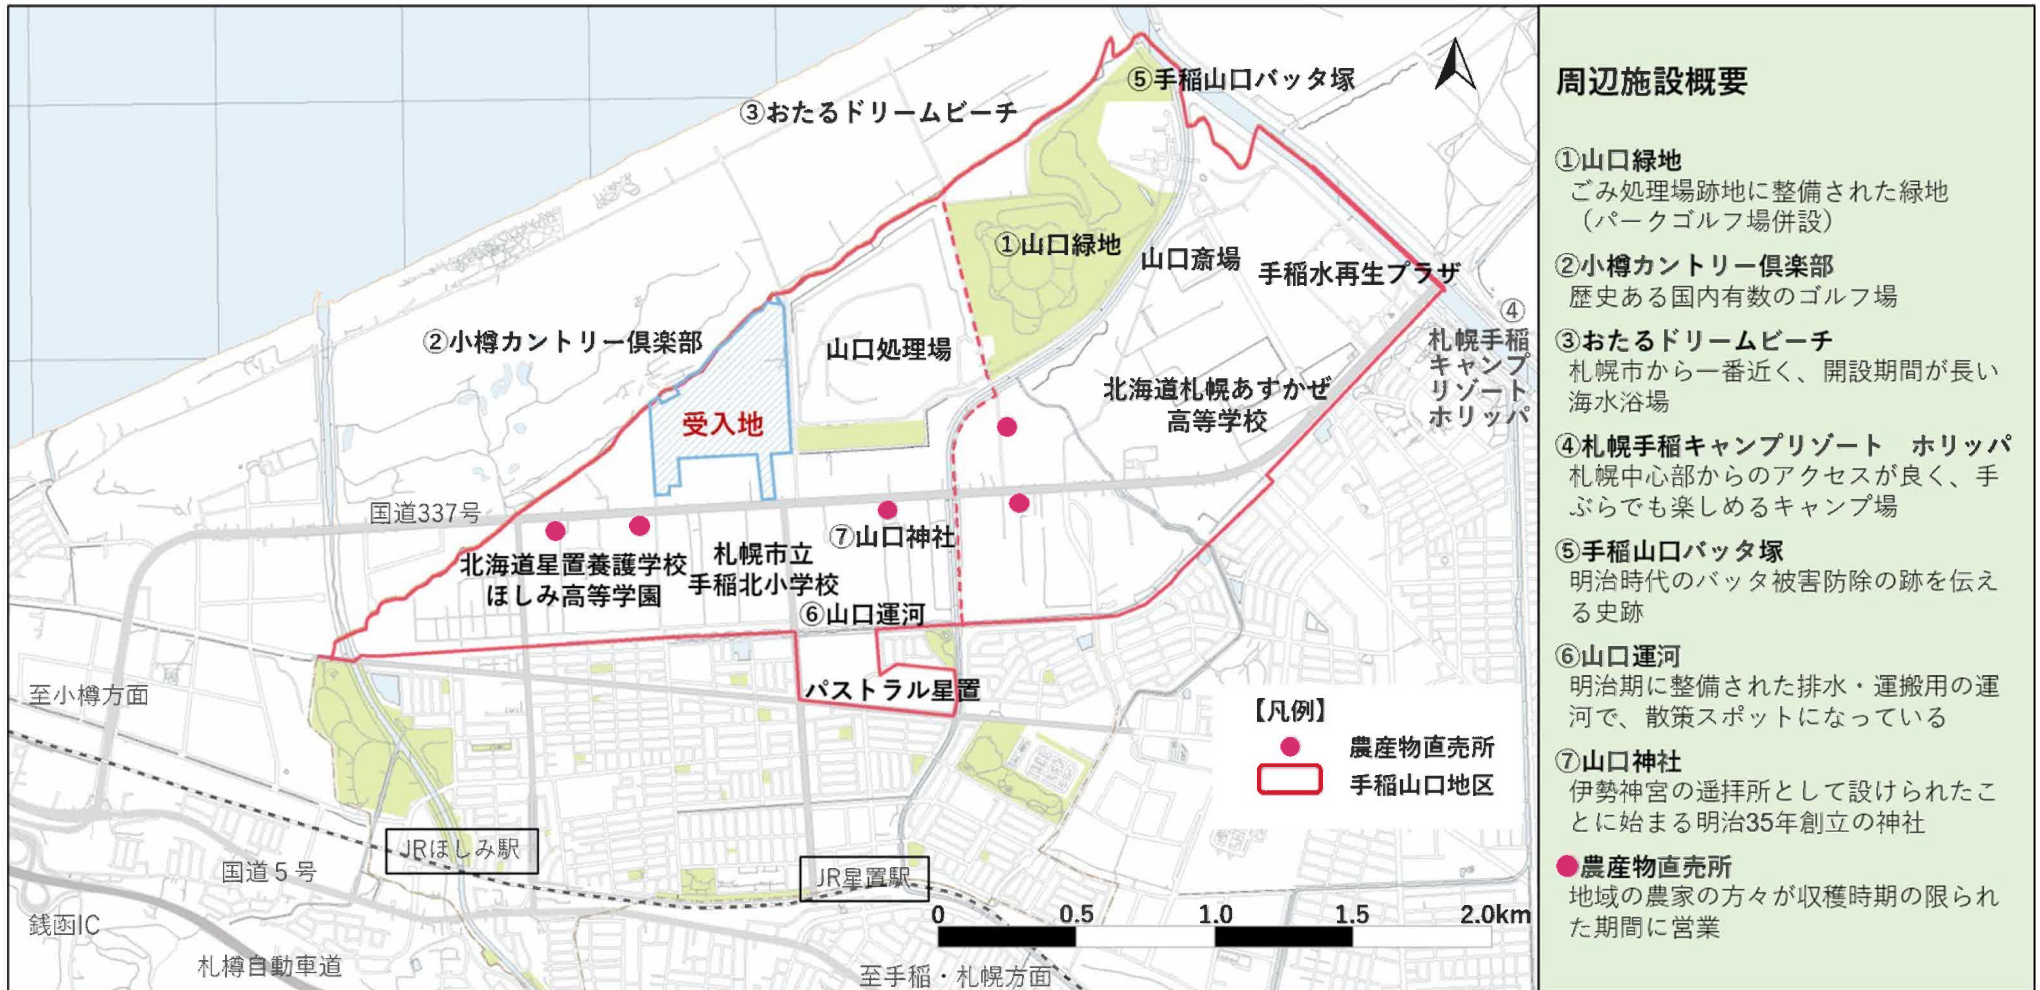 ⑤手稲山口バッタ塚
③おたるドリームビーチ
①山口緑地
山口斎場
手稲水再生プラザ
④
札幌手稲
キャンプ
リゾート
ホリッパ
②小樽カントリー倶楽部
山口処理場
北海道札幌あすかぜ
高等学校
受入地
国道337号
⑦山口神社
北海道星置養護学校
ほしみ高等学園
札幌市立
手稲北小学校
⑥山口運河
パストラル星置
至小樽方面
【凡例】
農産物直売所
手稲山口地区
JRほしみ駅
国道5号
JR星置駅
銭函IC
札樽自動車道
至手稲・札幌方面
0 0.5 1.0 1.5 2.0km
周辺施設概要
①山口緑地
ごみ処理場跡地に整備された緑地
（パークゴルフ場併設）
②小樽カントリー倶楽部
歴史ある国内有数のゴルフ場
③おたるドリームビーチ
札幌市から一番近く、開設期間が長い
海水浴場
④札幌手稲キャンプリゾート　ホリッパ
札幌中心部からのアクセスが良く、手
ぶらでも楽しめるキャンプ場
⑤手稲山口バッタ塚
明治時代のバッタ被害防除の跡を伝え
る史跡
⑥山口運河
明治期に整備された排水・運搬用の運
河で、散策スポットになっている
⑦山口神社
伊勢神宮の遥拝所として設けられたこ
とに始まる明治35年創立の神社
●農産物直売所
地域の農家の方々が収穫時期の限られ
た期間に営業